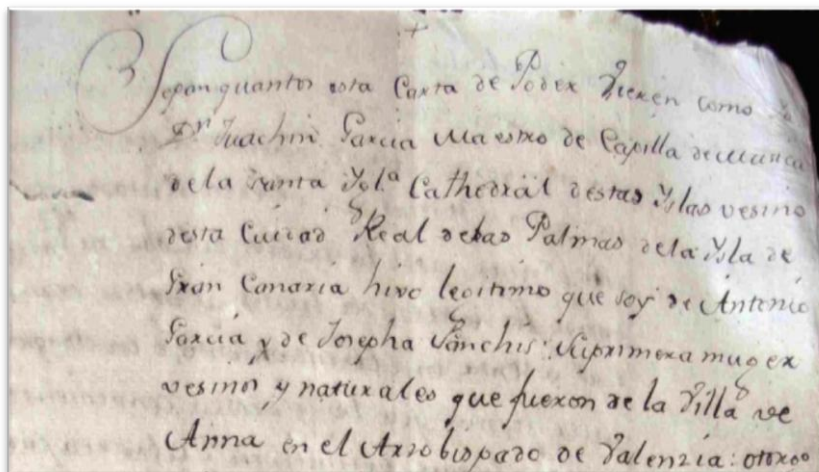 Sepan quantos esta Carta de Poder vieren como Yo
Dn. Juachin Garcia Maestro de Capilla de Musica
de la Santa Igl.ª Cathedral destas Yslas vesino
desta Ciudad Real de las Palmas de la Ysla de
Gran Canaria hixo legitimo que soy de Antonio
Garcia y de Josepha Sanchis su primera muger
vesinos y naturales que fueron de la Villa de
Anna en el Arzobispado de Valenzia: otorgo